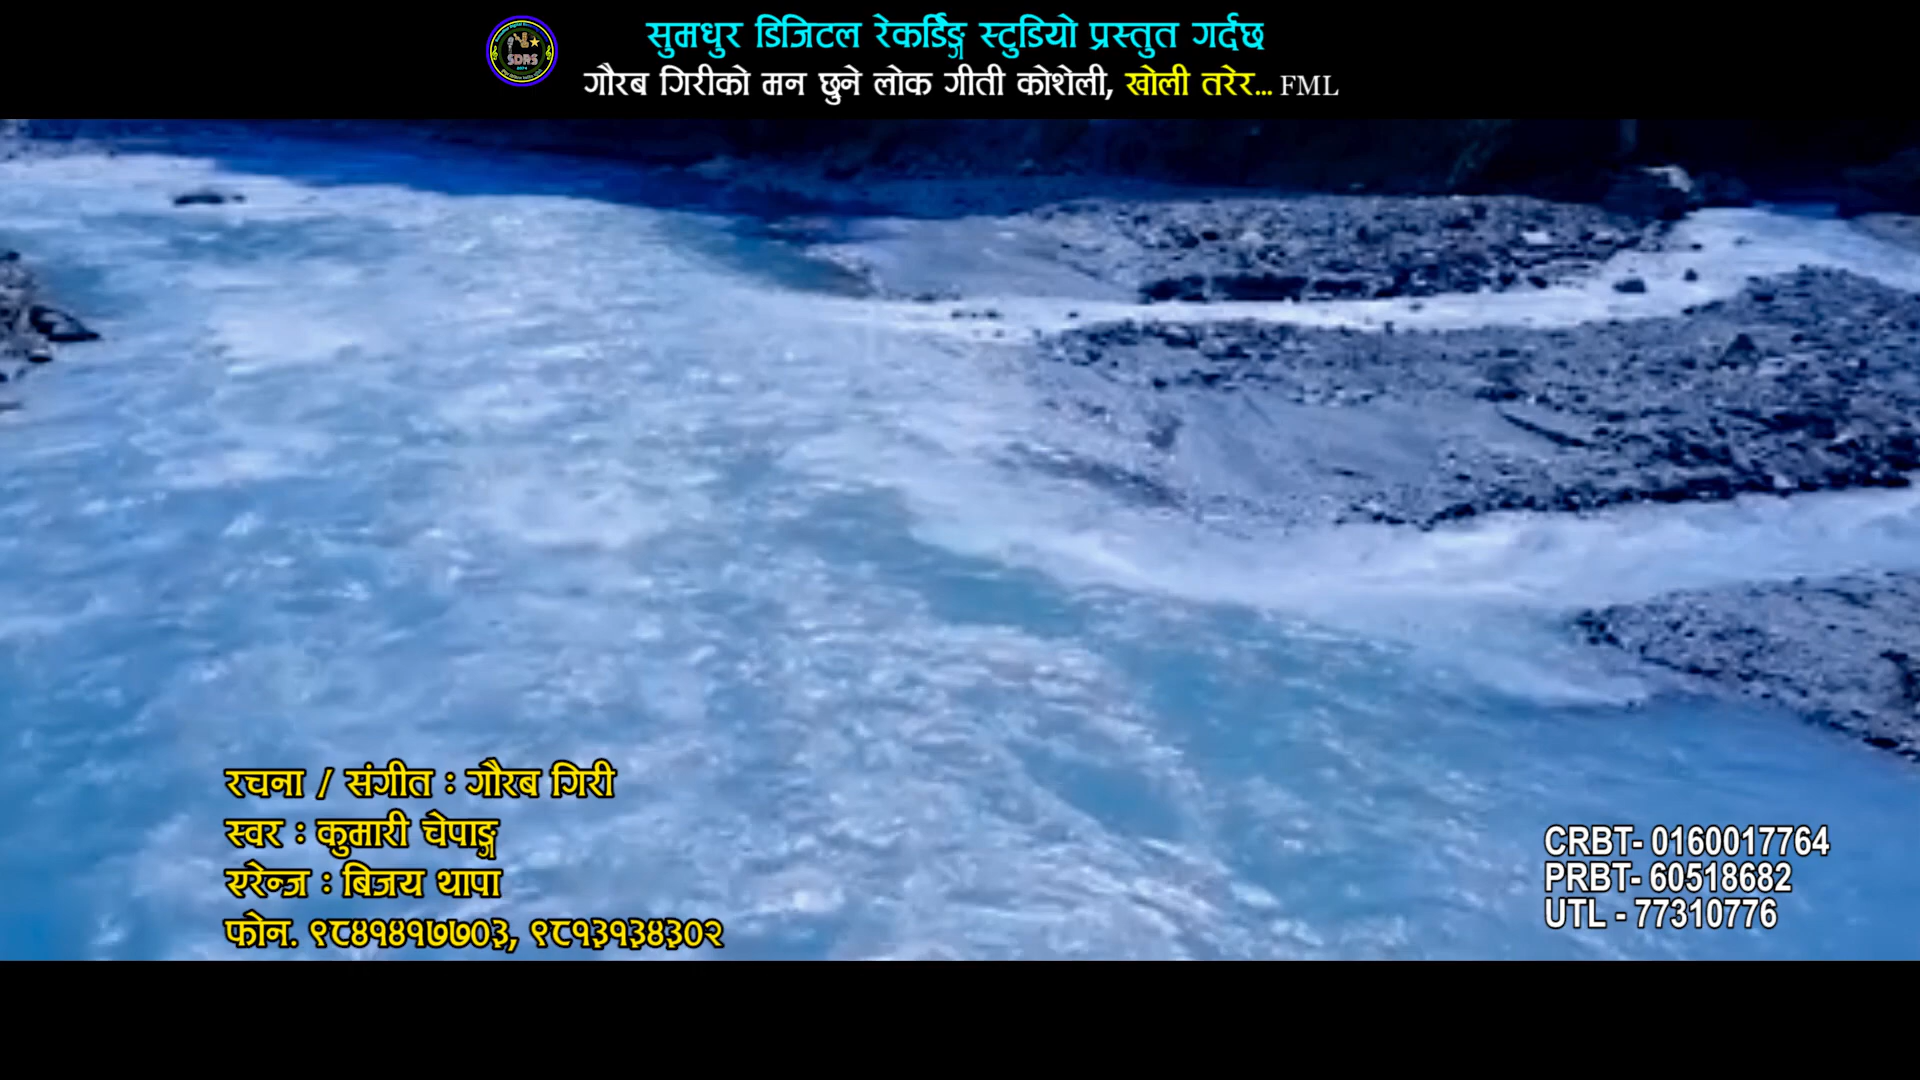 सुमधुर डिजिटल रेकर्डिङ्ग स्टुडियो प्रस्तुत गर्दछ
गौरब गिरीको मन छुने लोक गीती कोशेली, खोली तरेर... FML
SDRS
रचना / संगीत : गौरब गिरी
स्वर : कुमारी चेपाङ्ग
एरेन्ज : बिजय थापा
फोन. ९८४१४१७७०३, ९८१३१३४३०२
CRBT- 0160017764
PRBT- 60518682
UTL - 77310776